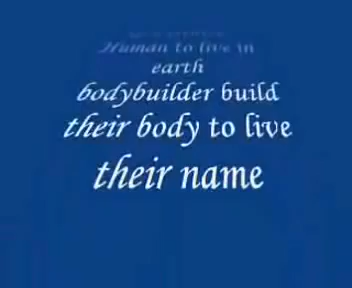 Human to live in
earth
bodybuilder build
their body to live
their name